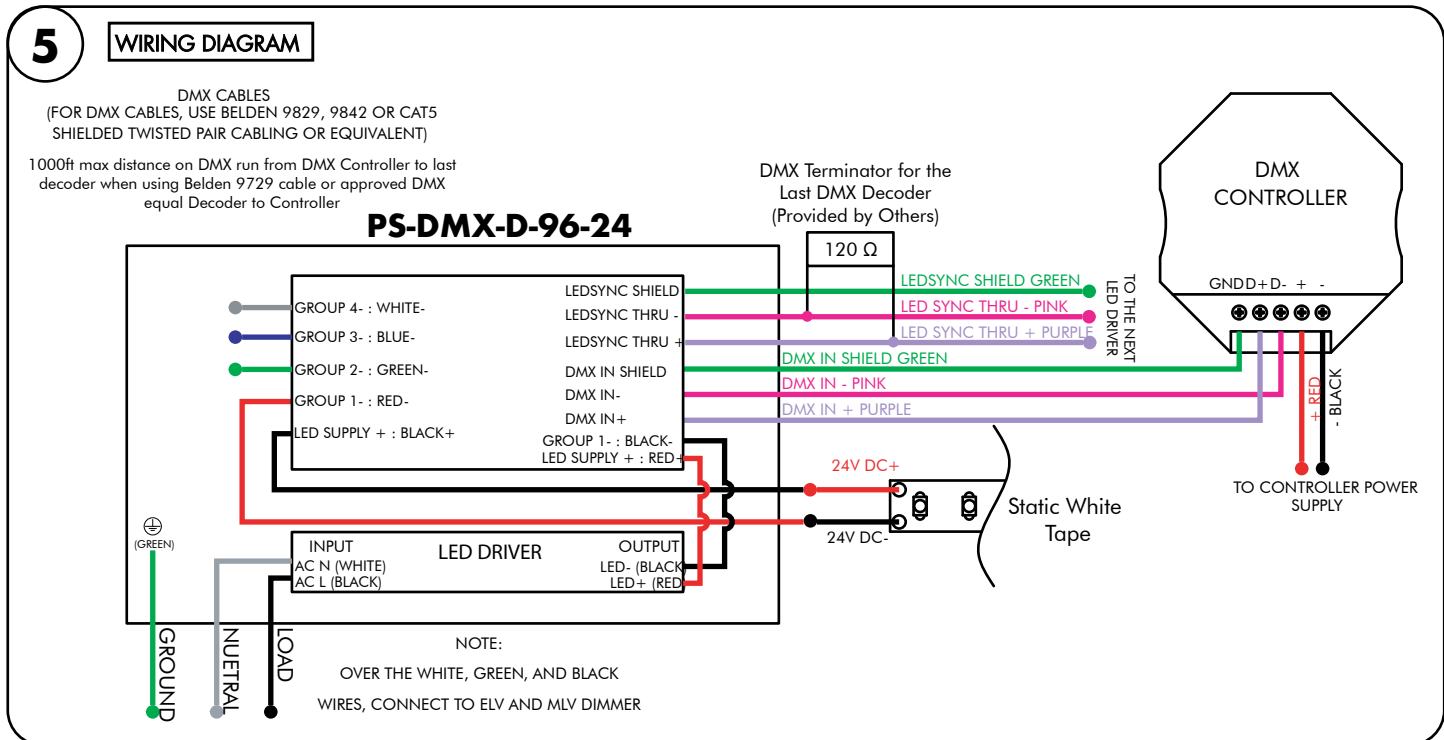 5
WIRING DIAGRAM
DMX CABLES
(FOR DMX CABLES, USE BELDEN 9829, 9842 OR CAT5
SHIELDED TWISTED PAIR CABLING OR EQUIVALENT)
1000ft max distance on DMX run from DMX Controller to last
decoder when using Belden 9729 cable or approved DMX
equal Decoder to Controller
PS-DMX-D-96-24
DMX Terminator for the
Last DMX Decoder
(Provided by Others)
120 Ω
DMX
CONTROLLER
GND D+ D- + -
+ RED
- BLACK
TO CONTROLLER POWER
SUPPLY
GROUP 4- : WHITE-
GROUP 3- : BLUE-
GROUP 2- : GREEN-
GROUP 1- : RED-
LED SUPPLY + : BLACK+
LEDSYNC SHIELD
LEDSYNC THRU -
LEDSYNC THRU +
DMX IN SHIELD
DMX IN-
DMX IN+
GROUP 1- : BLACK-
LED SUPPLY + : RED+
LEDSYNC SHIELD GREEN
LED SYNC THRU - PINK
LED SYNC THRU + PURPLE
TO THE NEXT
LED DRIVER
DMX IN SHIELD GREEN
DMX IN - PINK
DMX IN + PURPLE
24V DC+
24V DC-
Static White
Tape
(GREEN)
INPUT
AC N (WHITE)
AC L (BLACK)
LED DRIVER
OUTPUT
LED- (BLACK
LED+ (RED
GROUND
NUETRAL
LOAD
NOTE:
OVER THE WHITE, GREEN, AND BLACK
WIRES, CONNECT TO ELV AND MLV DIMMER